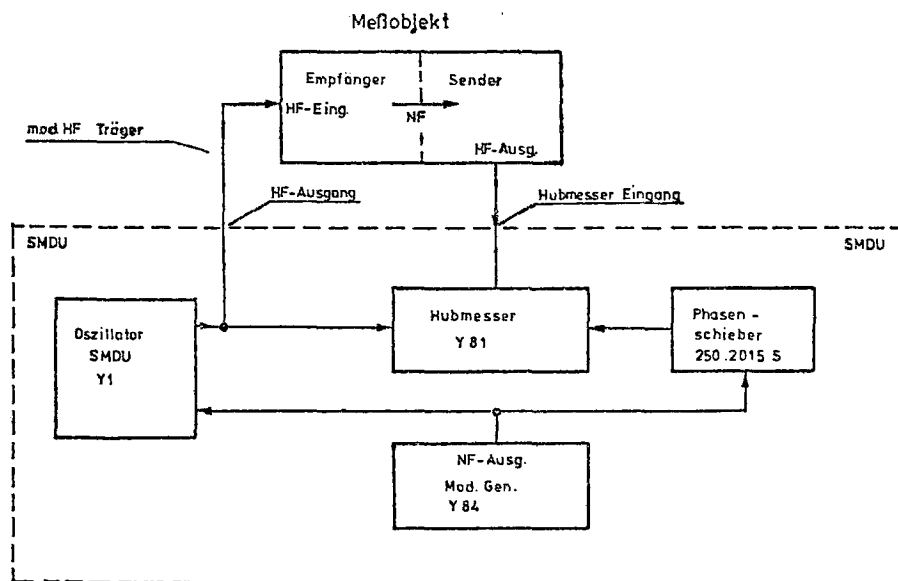 Meßobjekt
Empfänger
HF-Eing.
NF
Sender
HF-Ausg.
mod HF Träger
HF-Ausgang
Hubmesser Eingang
SMDU
SMDU
Oszillator
SMDU
Y1
Hubmesser
Y 81
Phasen -
schieber
250.2015 S
NF-Ausg.
Mod. Gen.
Y 84